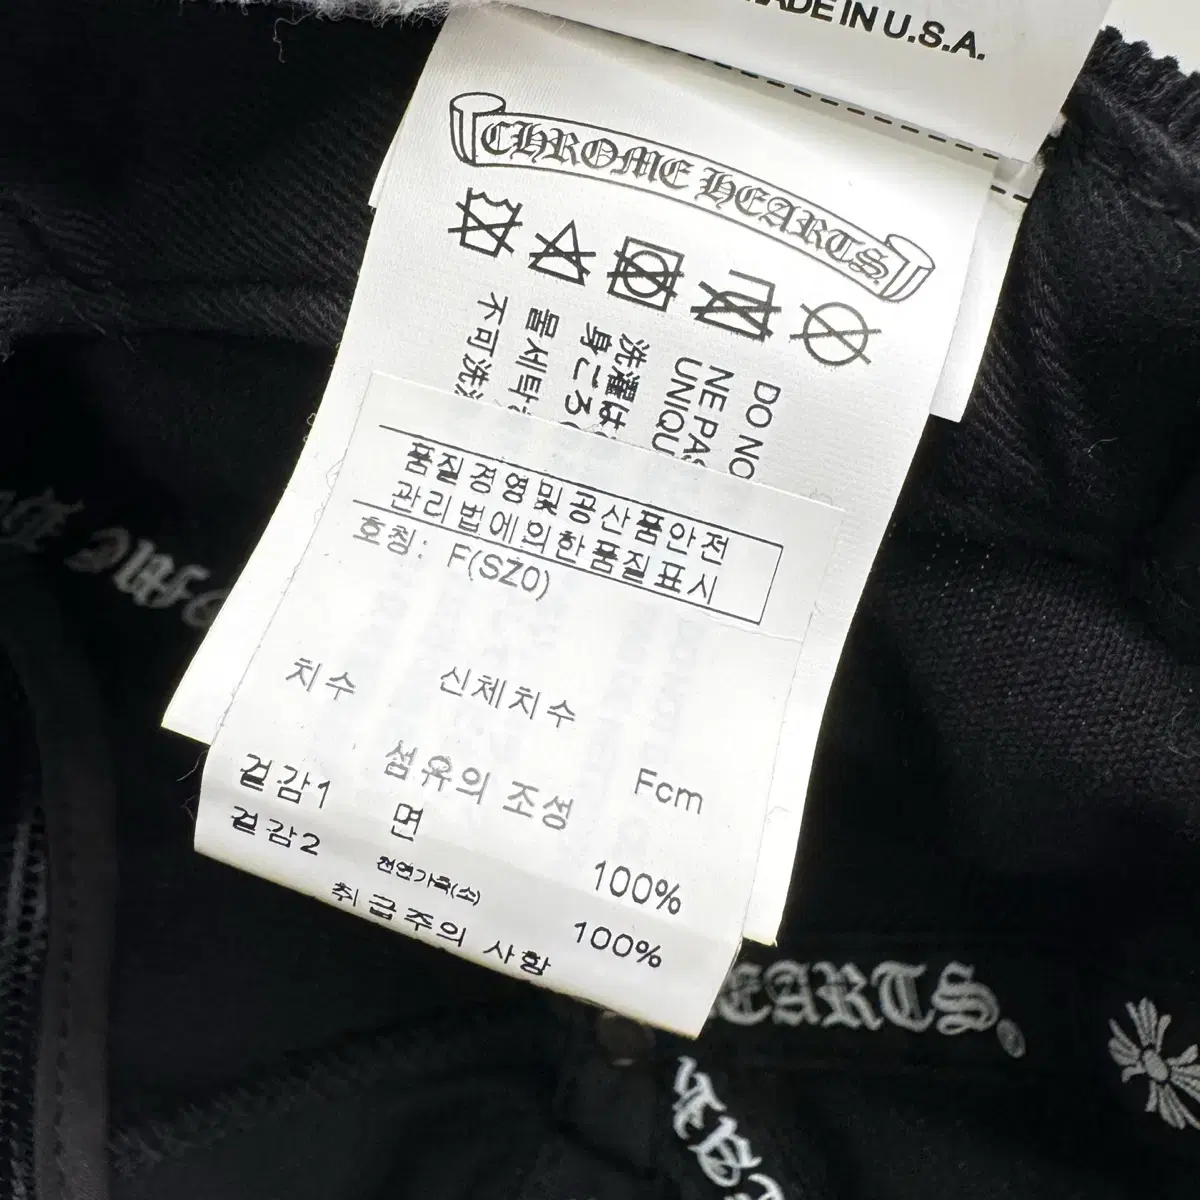 MADE IN U.S.A.
CHROME HEARTS
DO NO
NE PAS
UNIQU
洗濯は
身ごろ
물세탁
不可洗
품질경영및공산품안전
관리법에의한품질표시
호칭: F(SZ0)
치수 신체치수
Fcm
섬유의 조성
겉감1 면 100%
겉감2 천연가죽(소) 100%
취급주의 사항
HEARTS